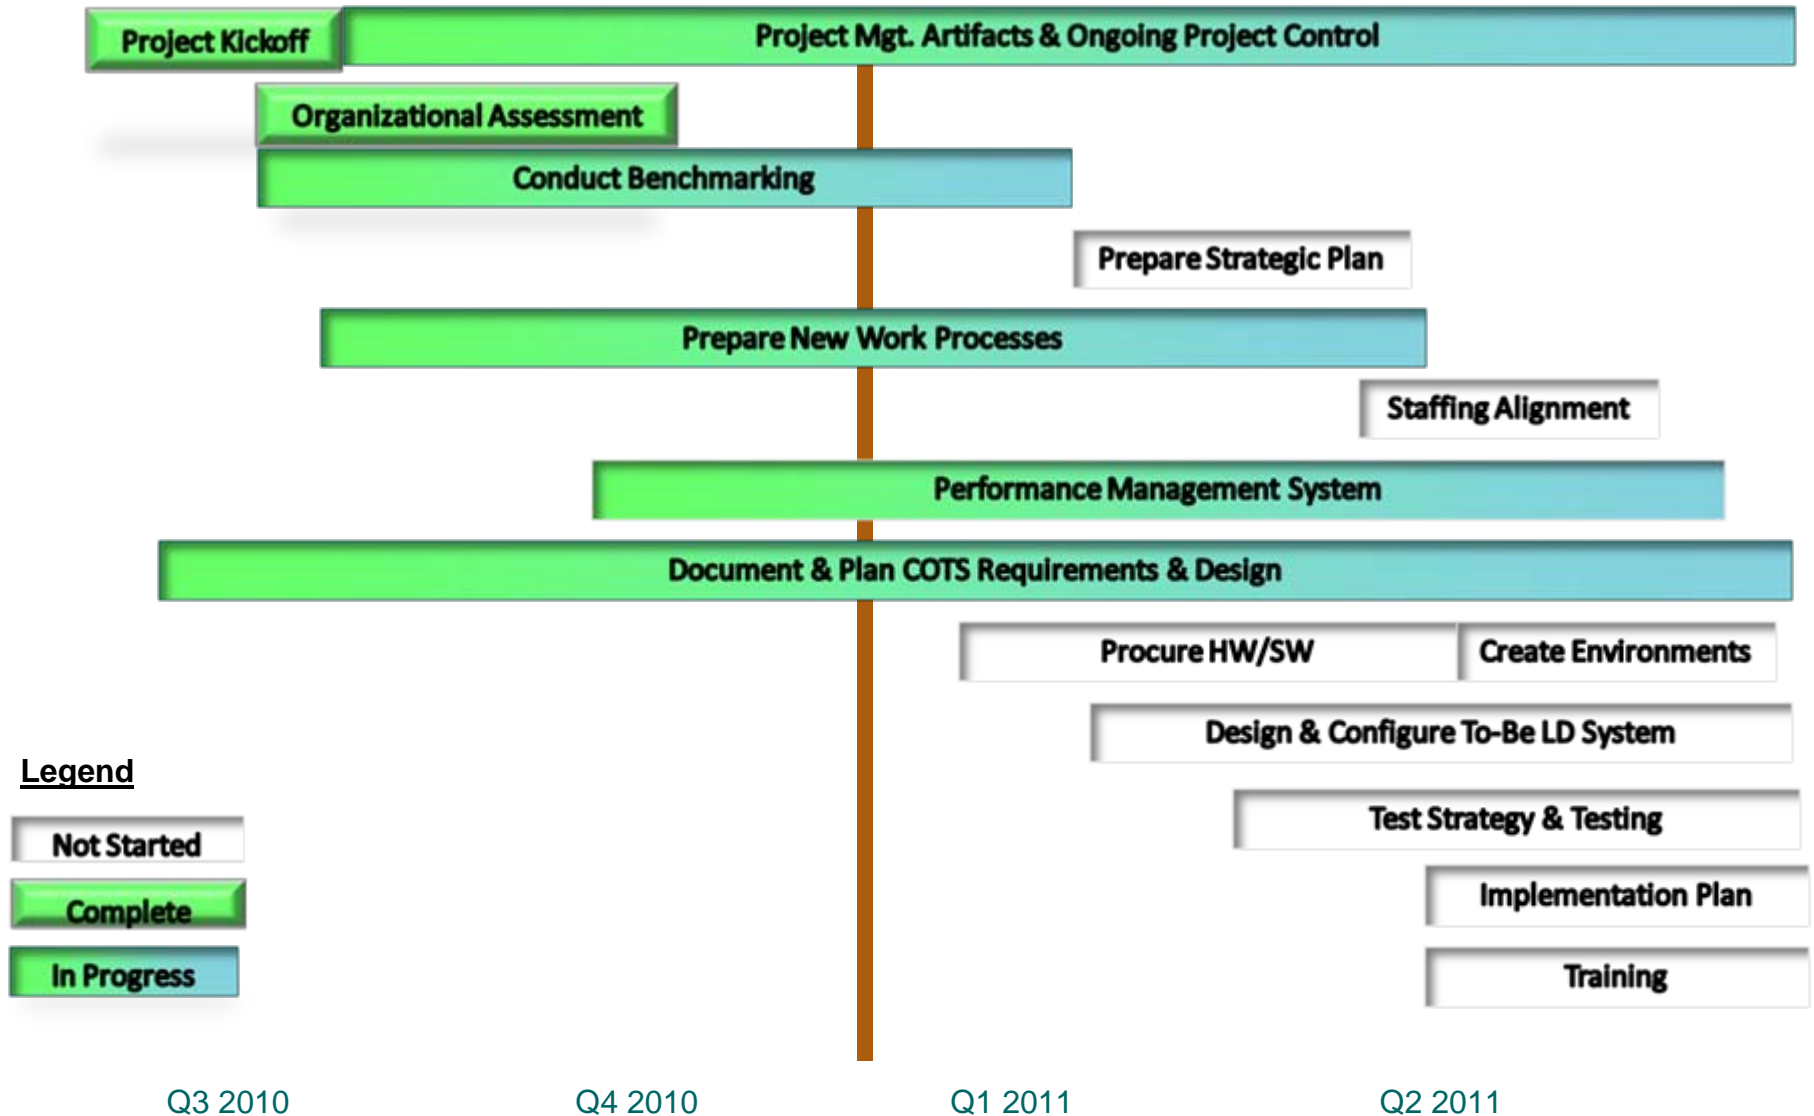 Project Kickoff
Project Mgt. Artifacts & Ongoing Project Control
Organizational Assessment
Conduct Benchmarking
Prepare Strategic Plan
Prepare New Work Processes
Staffing Alignment
Performance Management System
Document & Plan COTS Requirements & Design
Procure HW/SW
Create Environments
Design & Configure To-Be LD System
Legend
Test Strategy & Testing
Not Started
Implementation Plan
Complete
In Progress
Training
Q3 2010
Q4 2010
Q1 2011
Q2 2011